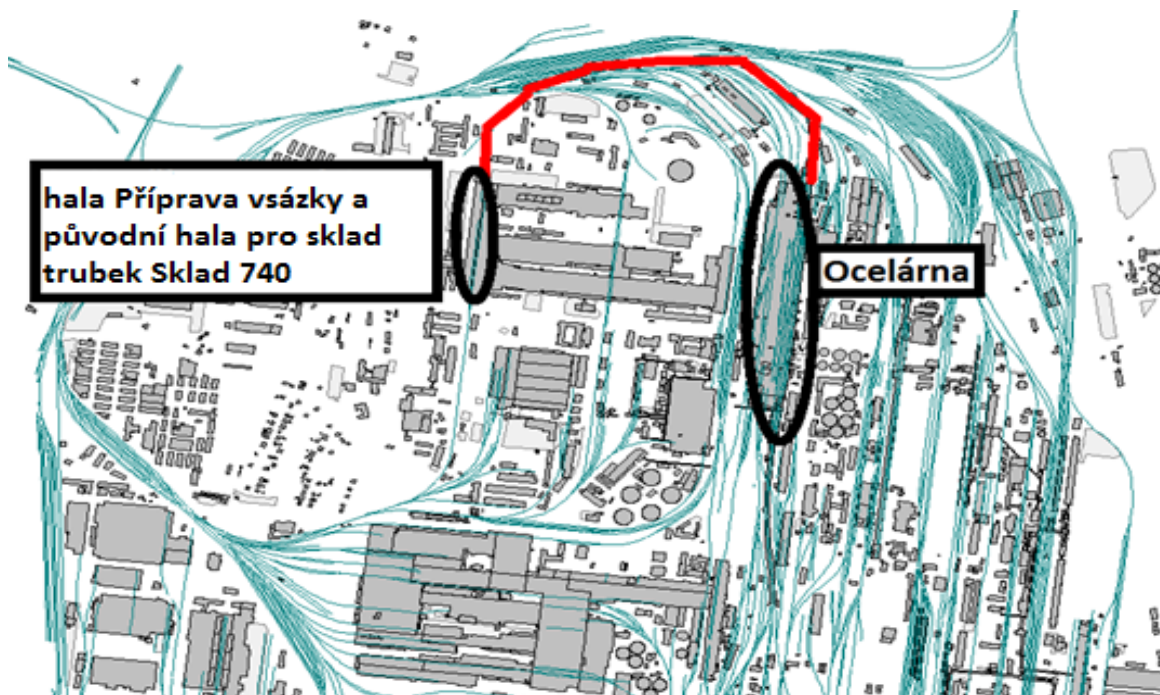 hala Příprava vsázky a
původní hala pro sklad
trubek Sklad 740
Ocelárna